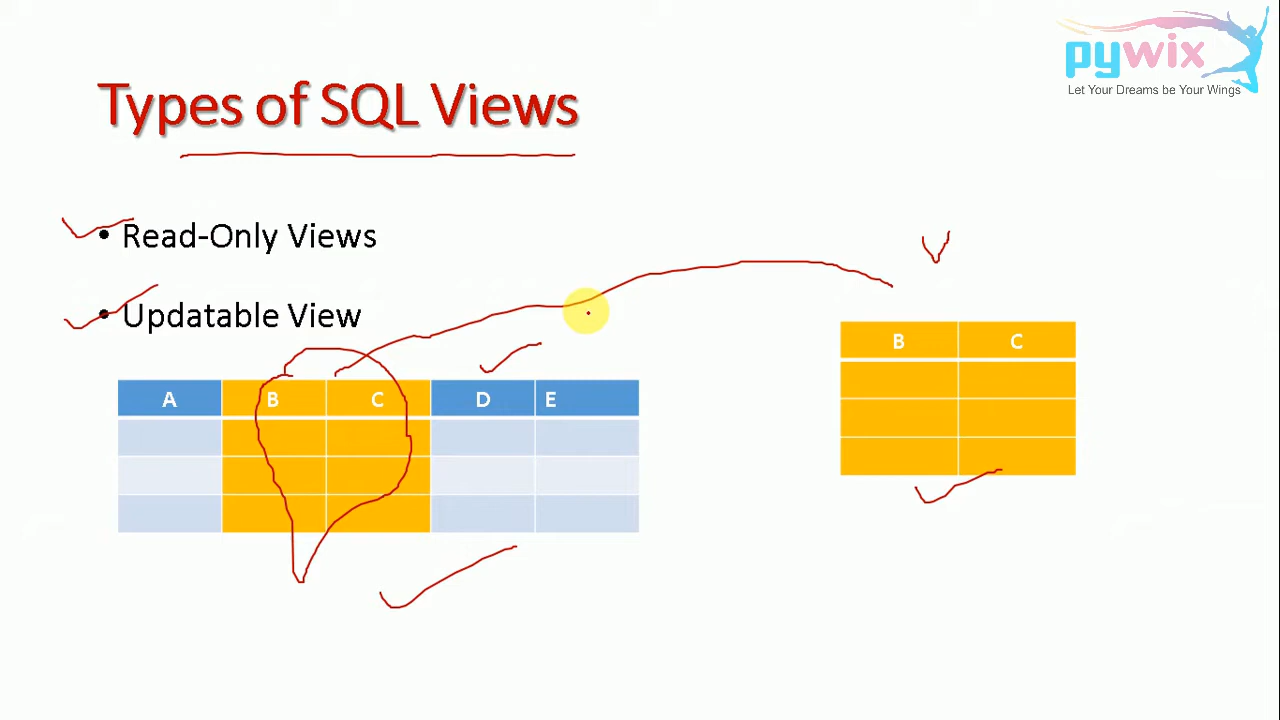 pywix
Let Your Dreams be Your Wings
Types of SQL Views
• Read-Only Views
• Updatable View
A B C D E
B C